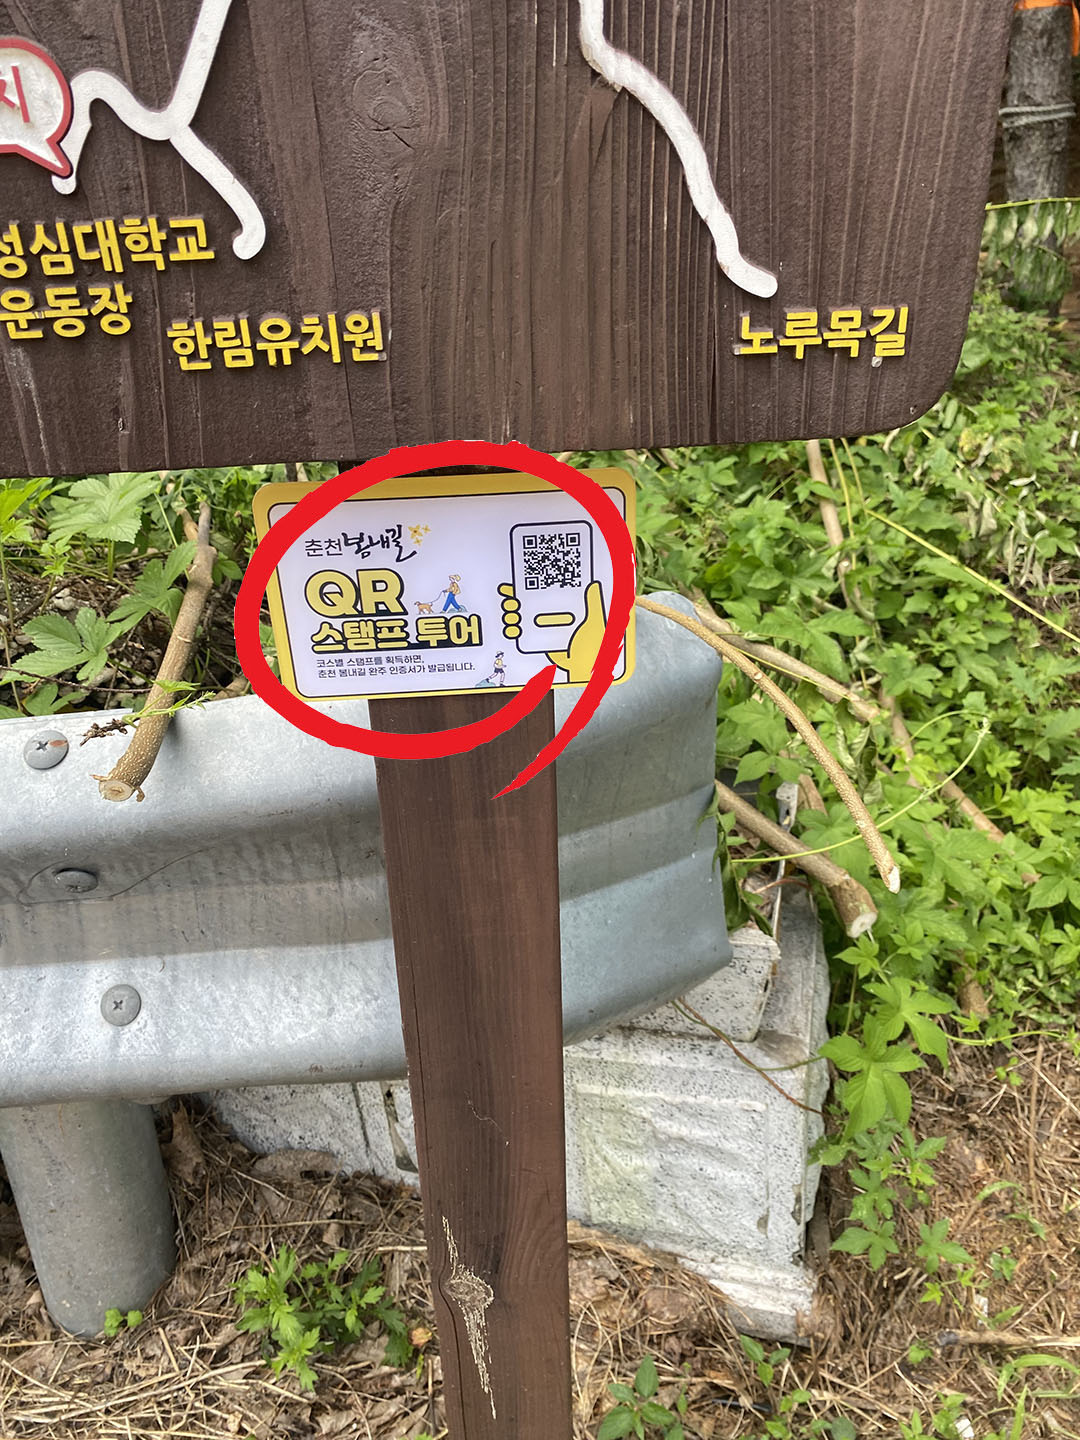 치
성심대학교
운동장
한림유치원
노루목길
춘천봄내길
QR
스탬프 투어
코스별 스탬프를 획득하면,
춘천 봄내길 완주 인증서가 발급됩니다.